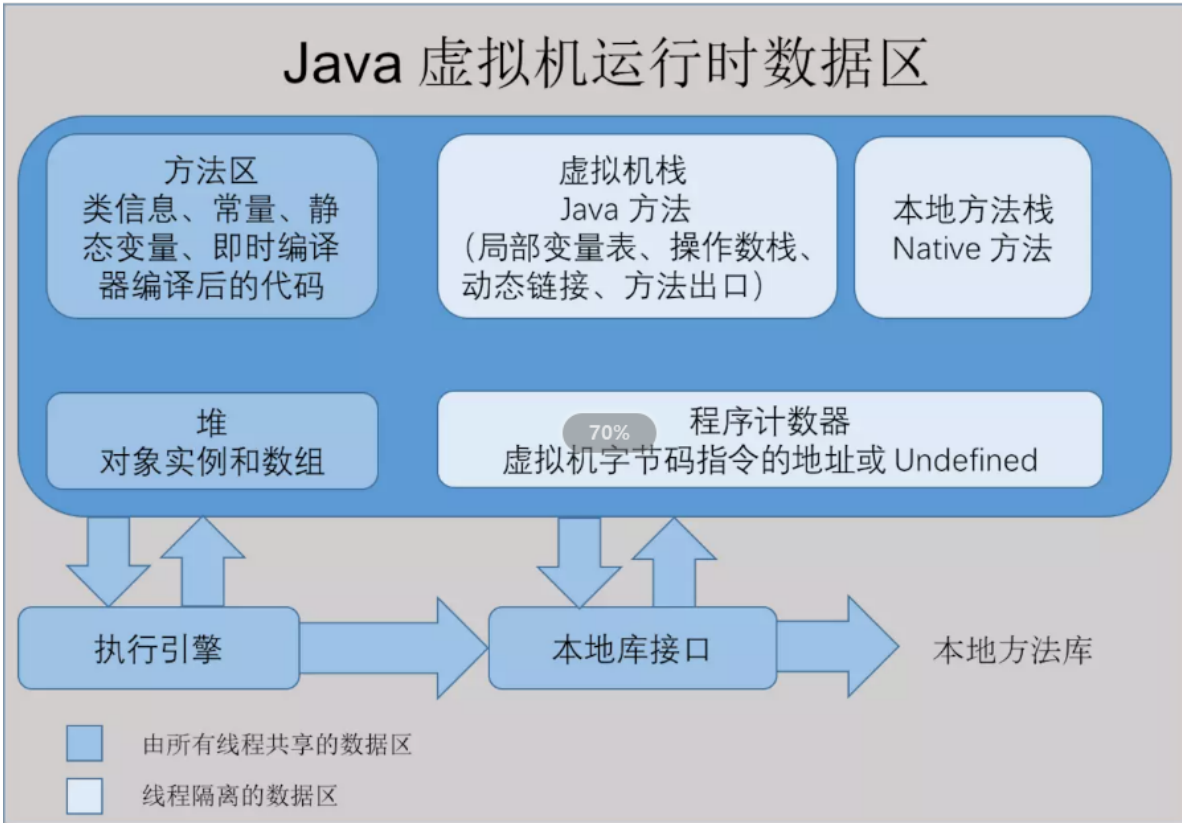 Java 虚拟机运行时数据区
方法区
类信息、常量、静
态变量、即时编译
器编译后的代码
虚拟机栈
Java 方法
（局部变量表、操作数栈、
动态链接、方法出口）
本地方法栈
Native 方法
堆
对象实例和数组
程序计数器
70%
虚拟机字节码指令的地址或 Undefined
执行引擎
本地库接口
本地方法库
由所有线程共享的数据区
线程隔离的数据区